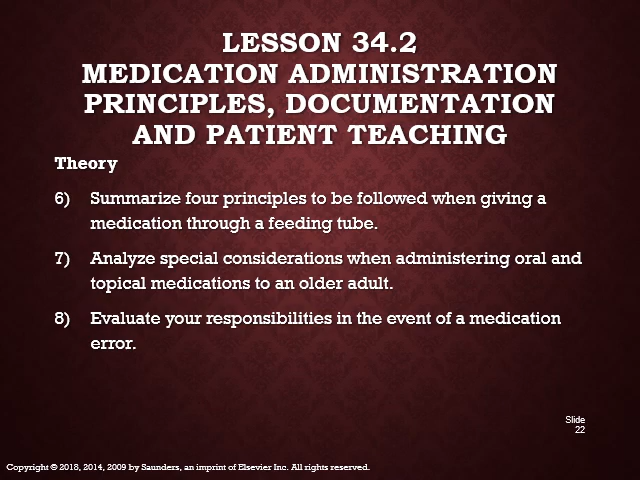 LESSON 34.2
MEDICATION ADMINISTRATION
PRINCIPLES, DOCUMENTATION
AND PATIENT TEACHING
Theory
6) Summarize four principles to be followed when giving a
medication through a feeding tube.
7) Analyze special considerations when administering oral and
topical medications to an older adult.
8) Evaluate your responsibilities in the event of a medication
error.
Slide
22
Copyright © 2018, 2014, 2009 by Saunders, an imprint of Elsevier Inc. All rights reserved.